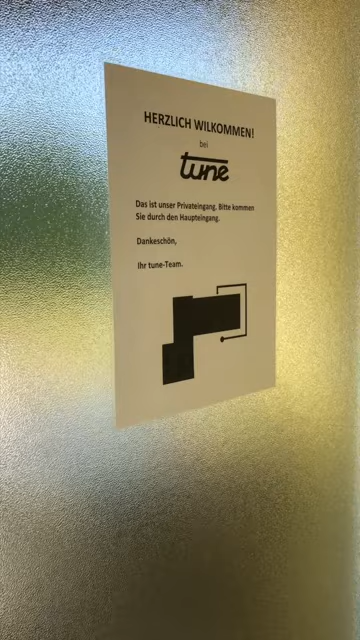 HERZLICH WILKOMMEN!
bei
tune
Das ist unser Privateingang. Bitte kommen
Sie durch den Haupteingang.
Dankeschön,
Ihr tune-Team.